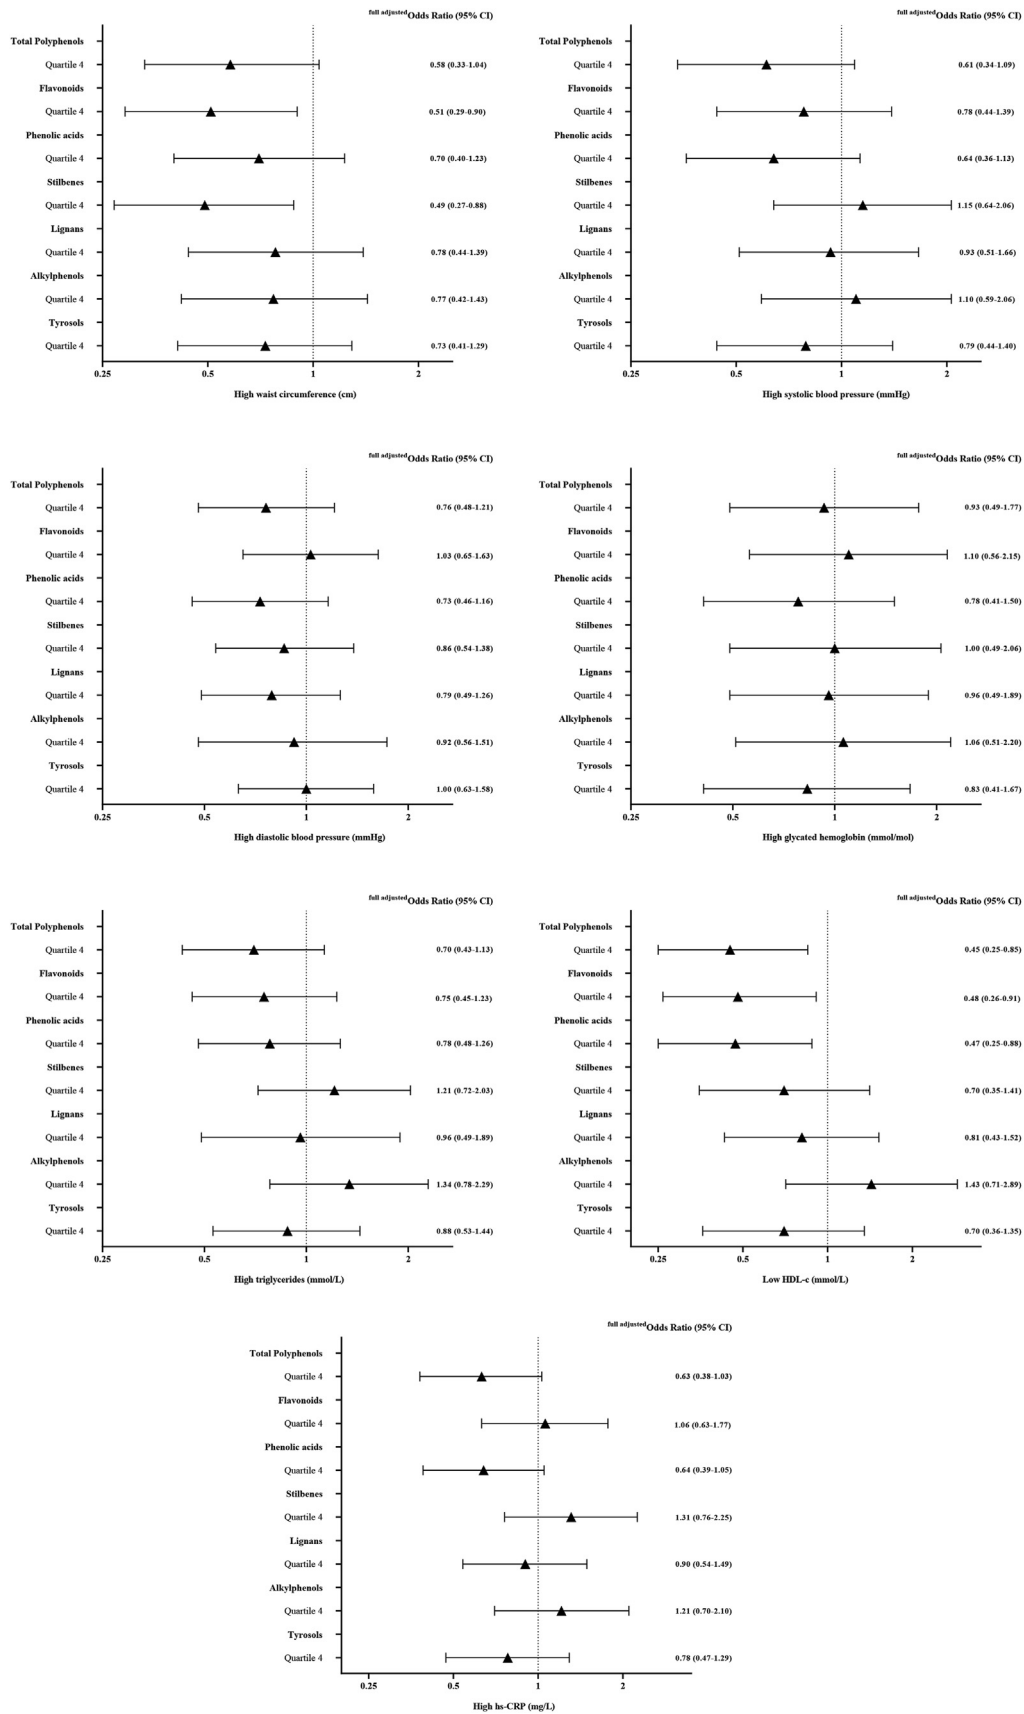 full adjusted Odds Ratio (95% CI)
Total Polyphenols
Quartile 4 0.58 (0.33-1.04)
Flavonoids
Quartile 4 0.51 (0.29-0.90)
Phenolic acids
Quartile 4 0.70 (0.40-1.23)
Stilbenes
Quartile 4 0.49 (0.27-0.88)
Lignans
Quartile 4 0.78 (0.44-1.39)
Alkylphenols
Quartile 4 0.77 (0.42-1.43)
Tyrosols
Quartile 4 0.73 (0.41-1.29)
0.25 0.5 1 2
High waist circumference (cm)
full adjusted Odds Ratio (95% CI)
Total Polyphenols
Quartile 4 0.61 (0.34-1.09)
Flavonoids
Quartile 4 0.78 (0.44-1.39)
Phenolic acids
Quartile 4 0.64 (0.36-1.13)
Stilbenes
Quartile 4 1.15 (0.64-2.06)
Lignans
Quartile 4 0.93 (0.51-1.66)
Alkylphenols
Quartile 4 1.10 (0.59-2.06)
Tyrosols
Quartile 4 0.79 (0.44-1.40)
0.25 0.5 1 2
High systolic blood pressure (mmHg)
full adjusted Odds Ratio (95% CI)
Total Polyphenols
Quartile 4 0.76 (0.48-1.21)
Flavonoids
Quartile 4 1.03 (0.65-1.63)
Phenolic acids
Quartile 4 0.73 (0.46-1.16)
Stilbenes
Quartile 4 0.86 (0.54-1.38)
Lignans
Quartile 4 0.79 (0.49-1.26)
Alkylphenols
Quartile 4 0.92 (0.56-1.51)
Tyrosols
Quartile 4 1.00 (0.63-1.58)
0.25 0.5 1 2
High diastolic blood pressure (mmHg)
full adjusted Odds Ratio (95% CI)
Total Polyphenols
Quartile 4 0.93 (0.49-1.77)
Flavonoids
Quartile 4 1.10 (0.56-2.15)
Phenolic acids
Quartile 4 0.78 (0.41-1.50)
Stilbenes
Quartile 4 1.00 (0.49-2.06)
Lignans
Quartile 4 0.96 (0.49-1.89)
Alkylphenols
Quartile 4 1.06 (0.51-2.20)
Tyrosols
Quartile 4 0.83 (0.41-1.67)
0.25 0.5 1 2
High glycated hemoglobin (mmol/mol)
full adjusted Odds Ratio (95% CI)
Total Polyphenols
Quartile 4 0.70 (0.43-1.13)
Flavonoids
Quartile 4 0.75 (0.45-1.23)
Phenolic acids
Quartile 4 0.78 (0.48-1.26)
Stilbenes
Quartile 4 1.21 (0.72-2.03)
Lignans
Quartile 4 0.96 (0.49-1.89)
Alkylphenols
Quartile 4 1.34 (0.78-2.29)
Tyrosols
Quartile 4 0.88 (0.53-1.44)
0.25 0.5 1 2
High triglycerides (mmol/L)
full adjusted Odds Ratio (95% CI)
Total Polyphenols
Quartile 4 0.45 (0.25-0.85)
Flavonoids
Quartile 4 0.48 (0.26-0.91)
Phenolic acids
Quartile 4 0.47 (0.25-0.88)
Stilbenes
Quartile 4 0.70 (0.35-1.41)
Lignans
Quartile 4 0.81 (0.43-1.52)
Alkylphenols
Quartile 4 1.43 (0.71-2.89)
Tyrosols
Quartile 4 0.70 (0.36-1.35)
0.25 0.5 1 2
Low HDL-c (mmol/L)
full adjusted Odds Ratio (95% CI)
Total Polyphenols
Quartile 4 0.63 (0.38-1.03)
Flavonoids
Quartile 4 1.06 (0.63-1.77)
Phenolic acids
Quartile 4 0.64 (0.39-1.05)
Stilbenes
Quartile 4 1.31 (0.76-2.25)
Lignans
Quartile 4 0.90 (0.54-1.49)
Alkylphenols
Quartile 4 1.21 (0.70-2.10)
Tyrosols
Quartile 4 0.78 (0.47-1.29)
0.25 0.5 1 2
High hs-CRP (mg/L)